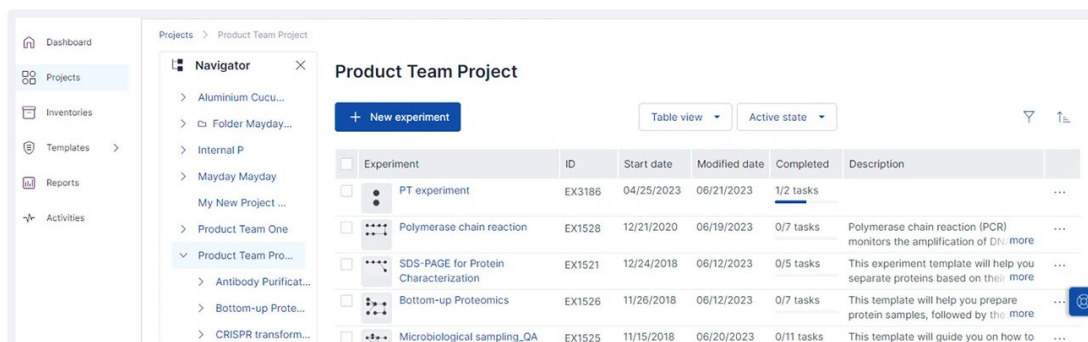 Dashboard
Projects
Inventories
Templates
Reports
Activities
Projects > Product Team Project
Navigator
Aluminium Cucu...
Folder Mayday...
Internal P
Mayday Mayday
My New Project ...
Product Team One
Product Team Pro...
Antibody Purificat...
Bottom-up Prote...
CRISPR transform...
Product Team Project
+ New experiment
Table view
Active state
Experiment ID Start date Modified date Completed Description
PT experiment EX3186 04/25/2023 06/21/2023 1/2 tasks ...
Polymerase chain reaction EX1528 12/21/2020 06/19/2023 0/7 tasks Polymerase chain reaction (PCR) ...
monitors the amplification of DNA more
SDS-PAGE for Protein EX1521 12/24/2018 06/12/2023 0/5 tasks This experiment template will help you ...
Characterization separate proteins based on their more
Bottom-up Proteomics EX1526 11/26/2018 06/12/2023 0/7 tasks This template will help you prepare ...
protein samples, followed by the more
Microbiological sampling_QA EX1525 11/15/2018 06/20/2023 0/11 tasks This template will guide you on how to ...